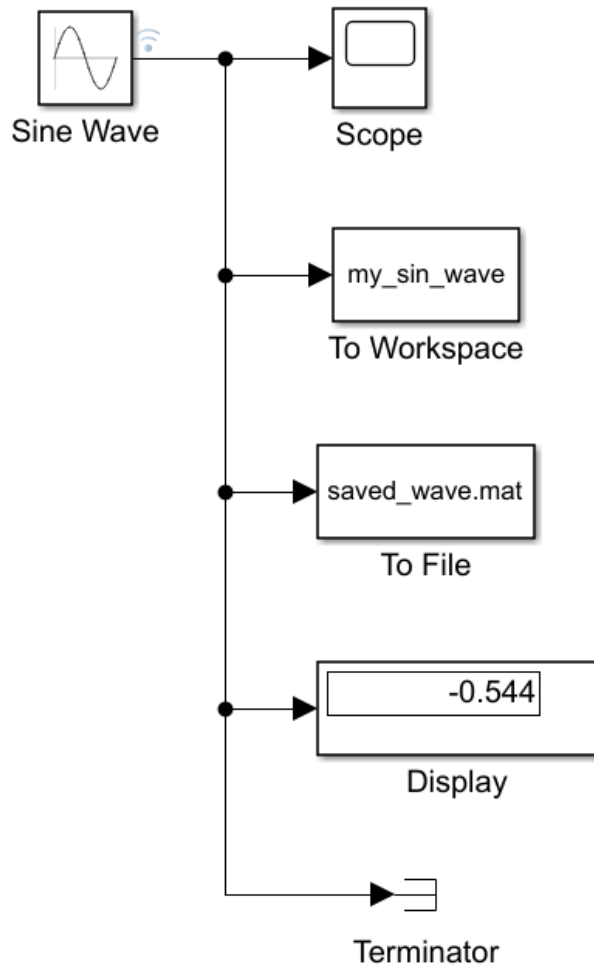 Sine Wave
Scope
my_sin_wave
To Workspace
saved_wave.mat
To File
-0.544
Display
Terminator